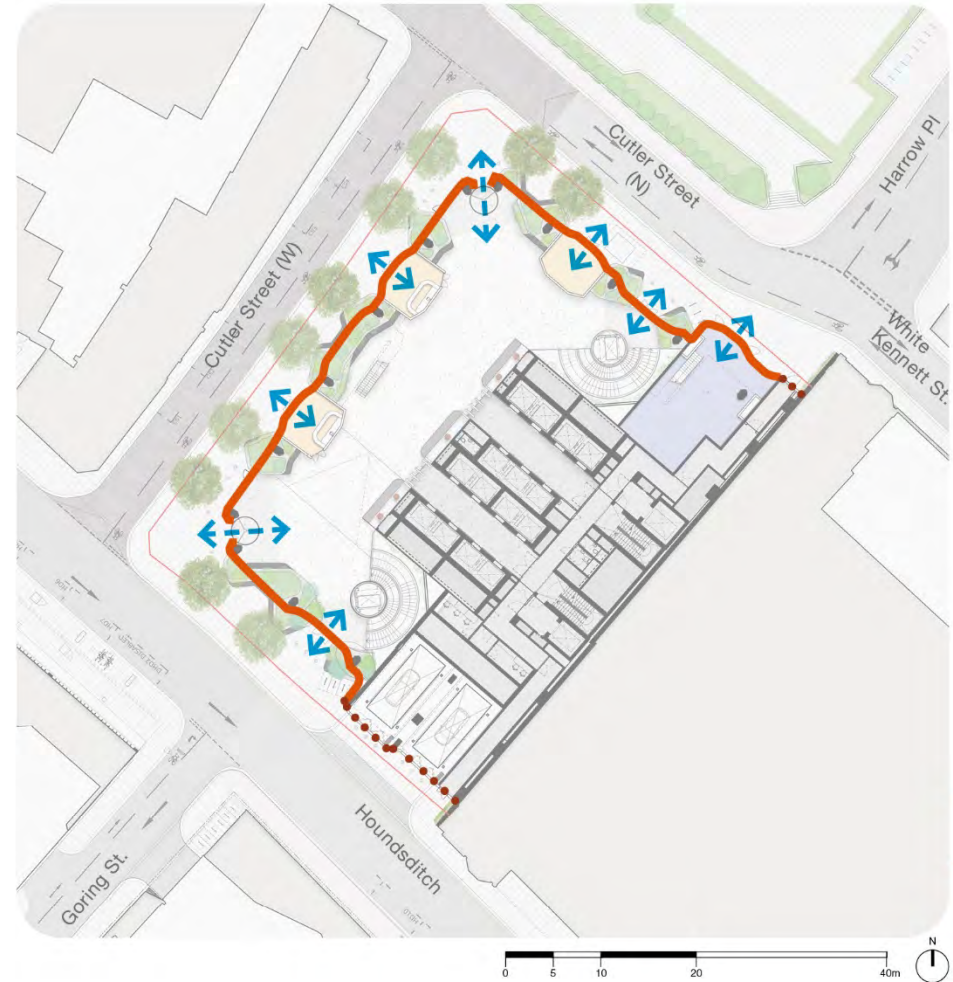 Cutler Street
(N)
Harrow Pl
Cutler Street (W)
White
Kennett St.
Houndsditch
Goring St.
N
0 5 10 20 40m